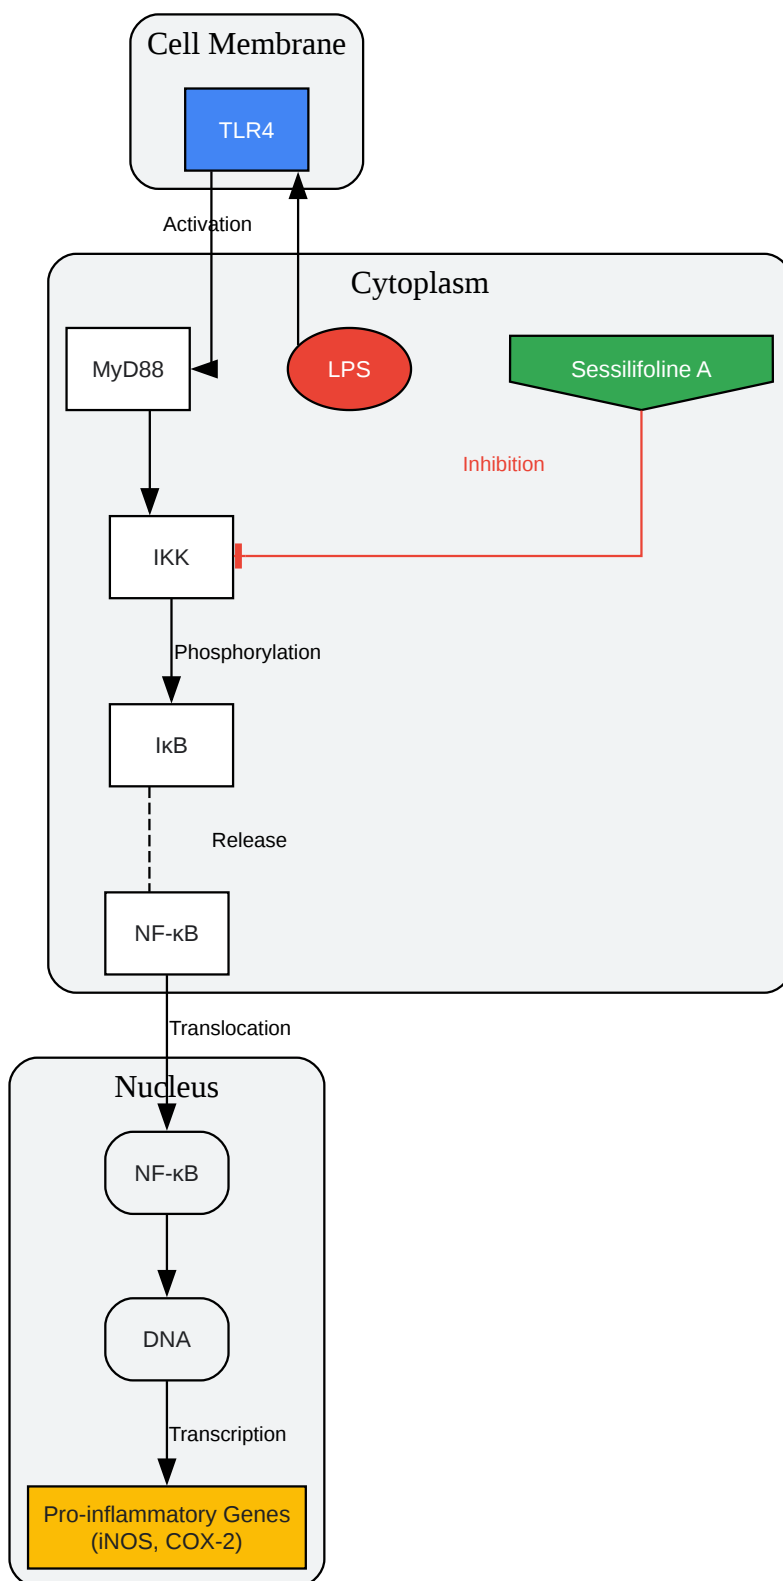 Cell Membrane
TLR4
Activation
Cytoplasm
MyD88
LPS
Sessilifoline A
Inhibition
IKK
Phosphorylation
IκB
Release
NF-κB
Translocation
Nucleus
NF-κB
DNA
Transcription
Pro-inflammatory Genes
(iNOS, COX-2)